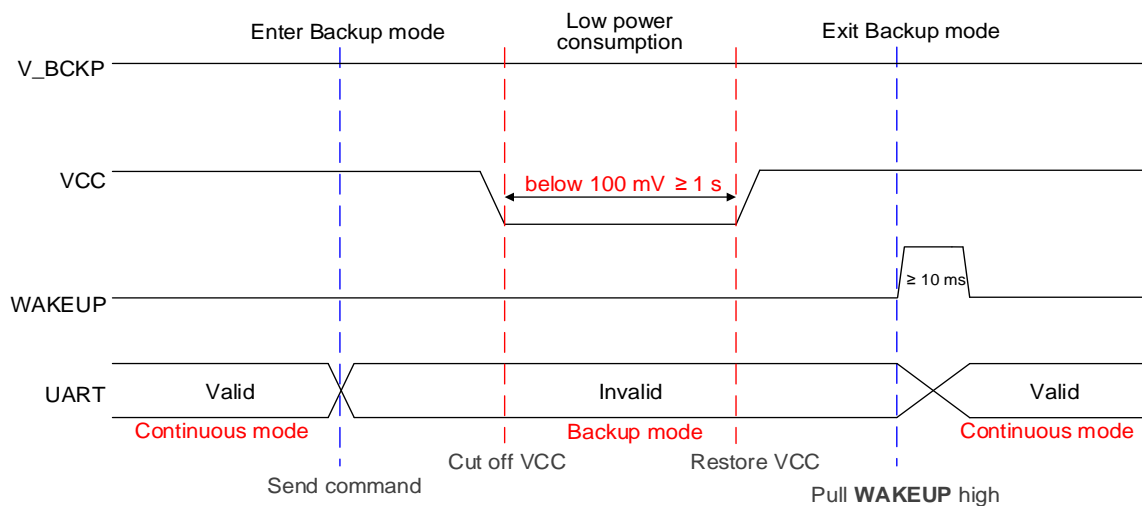 Enter Backup mode
Low power
consumption
Exit Backup mode
V_BCKP
VCC
below 100 mV ≥ 1 s
WAKEUP
≥ 10 ms
UART
Valid
Invalid
Valid
Continuous mode
Backup mode
Continuous mode
Cut off VCC
Restore VCC
Send command
Pull WAKEUP high